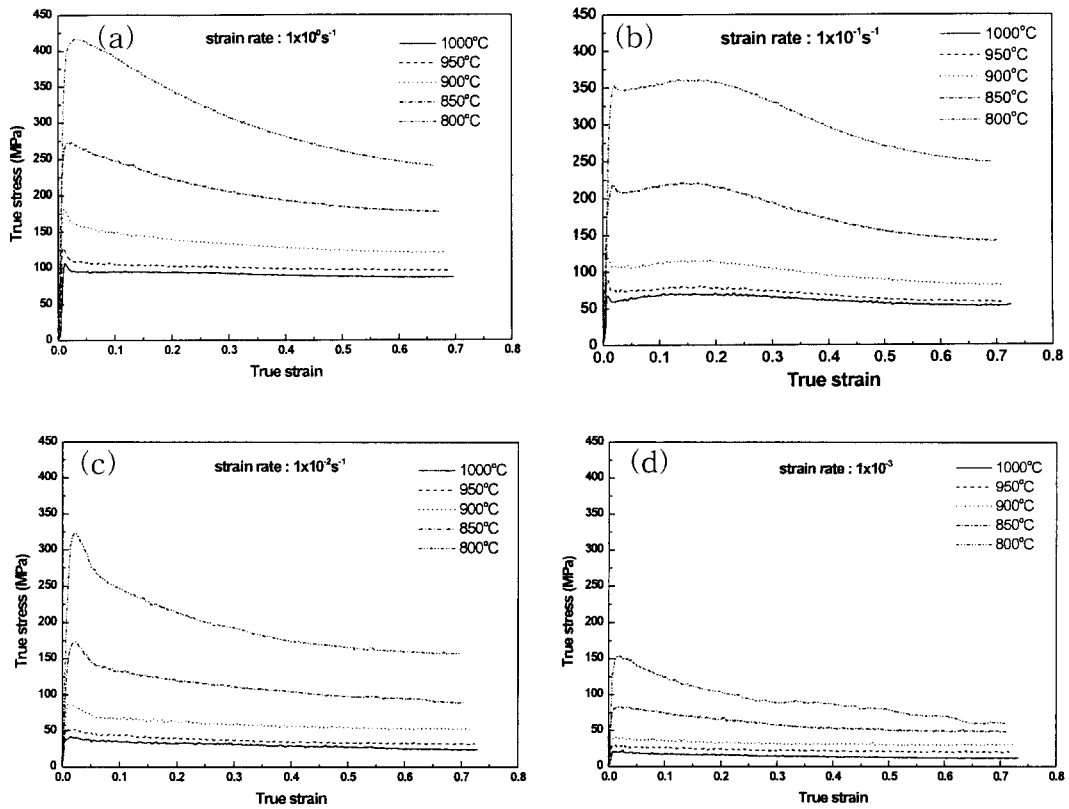 (a)
strain rate : 1x10⁰s⁻¹
1000°C
950°C
900°C
850°C
800°C
True stress (MPa)
450
400
350
300
250
200
150
100
50
0
0.0 0.1 0.2 0.3 0.4 0.5 0.6 0.7 0.8
True strain
(b)
strain rate : 1x10⁻¹s⁻¹
1000°C
950°C
900°C
850°C
800°C
True stress (MPa)
450
400
350
300
250
200
150
100
50
0
0.0 0.1 0.2 0.3 0.4 0.5 0.6 0.7 0.8
True strain
(c)
strain rate : 1x10⁻²s⁻¹
1000°C
950°C
900°C
850°C
800°C
True stress (MPa)
450
400
350
300
250
200
150
100
50
0
0.0 0.1 0.2 0.3 0.4 0.5 0.6 0.7 0.8
True strain
(d)
strain rate : 1x10⁻³
1000°C
950°C
900°C
850°C
800°C
True stress (MPa)
450
400
350
300
250
200
150
100
50
0
0.0 0.1 0.2 0.3 0.4 0.5 0.6 0.7 0.8
True strain